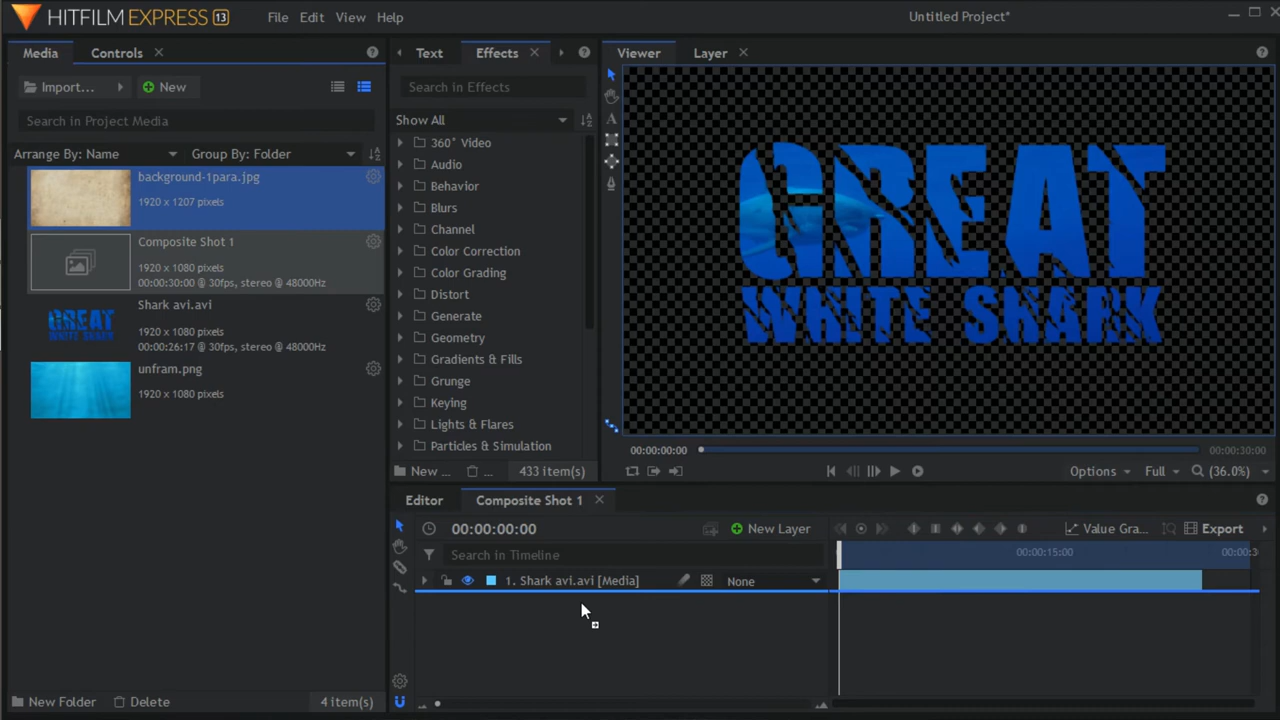 HITFILM EXPRESS 13 File Edit View Help Untitled Project*
Media Controls
Text Effects
Viewer Layer
Import... New
Search in Project Media
Arrange By: Name Group By: Folder
background-1para.jpg
1920 x 1207 pixels
Composite Shot 1
1920 x 1080 pixels
00:00:30:00 @ 30fps, stereo @ 48000Hz
Shark avi.avi
1920 x 1080 pixels
00:00:26:17 @ 30fps, stereo @ 48000Hz
GREAT
WHITE SHARK
unfram.png
1920 x 1080 pixels
New Folder Delete 4 item(s)
Search in Effects
Show All
360° Video
Audio
Behavior
Blurs
Channel
Color Correction
Color Grading
Distort
Generate
Geometry
Gradients & Fills
Grunge
Keying
Lights & Flares
Particles & Simulation
New ... ... 433 item(s)
GREAT
WHITE SHARK
00:00:00:00 00:00:30:00
Options Full (36.0%)
Editor Composite Shot 1
00:00:00:00 New Layer Value Gra... Export
Search in Timeline 00:00:15:00 00:00:3
1. Shark avi.avi [Media] None